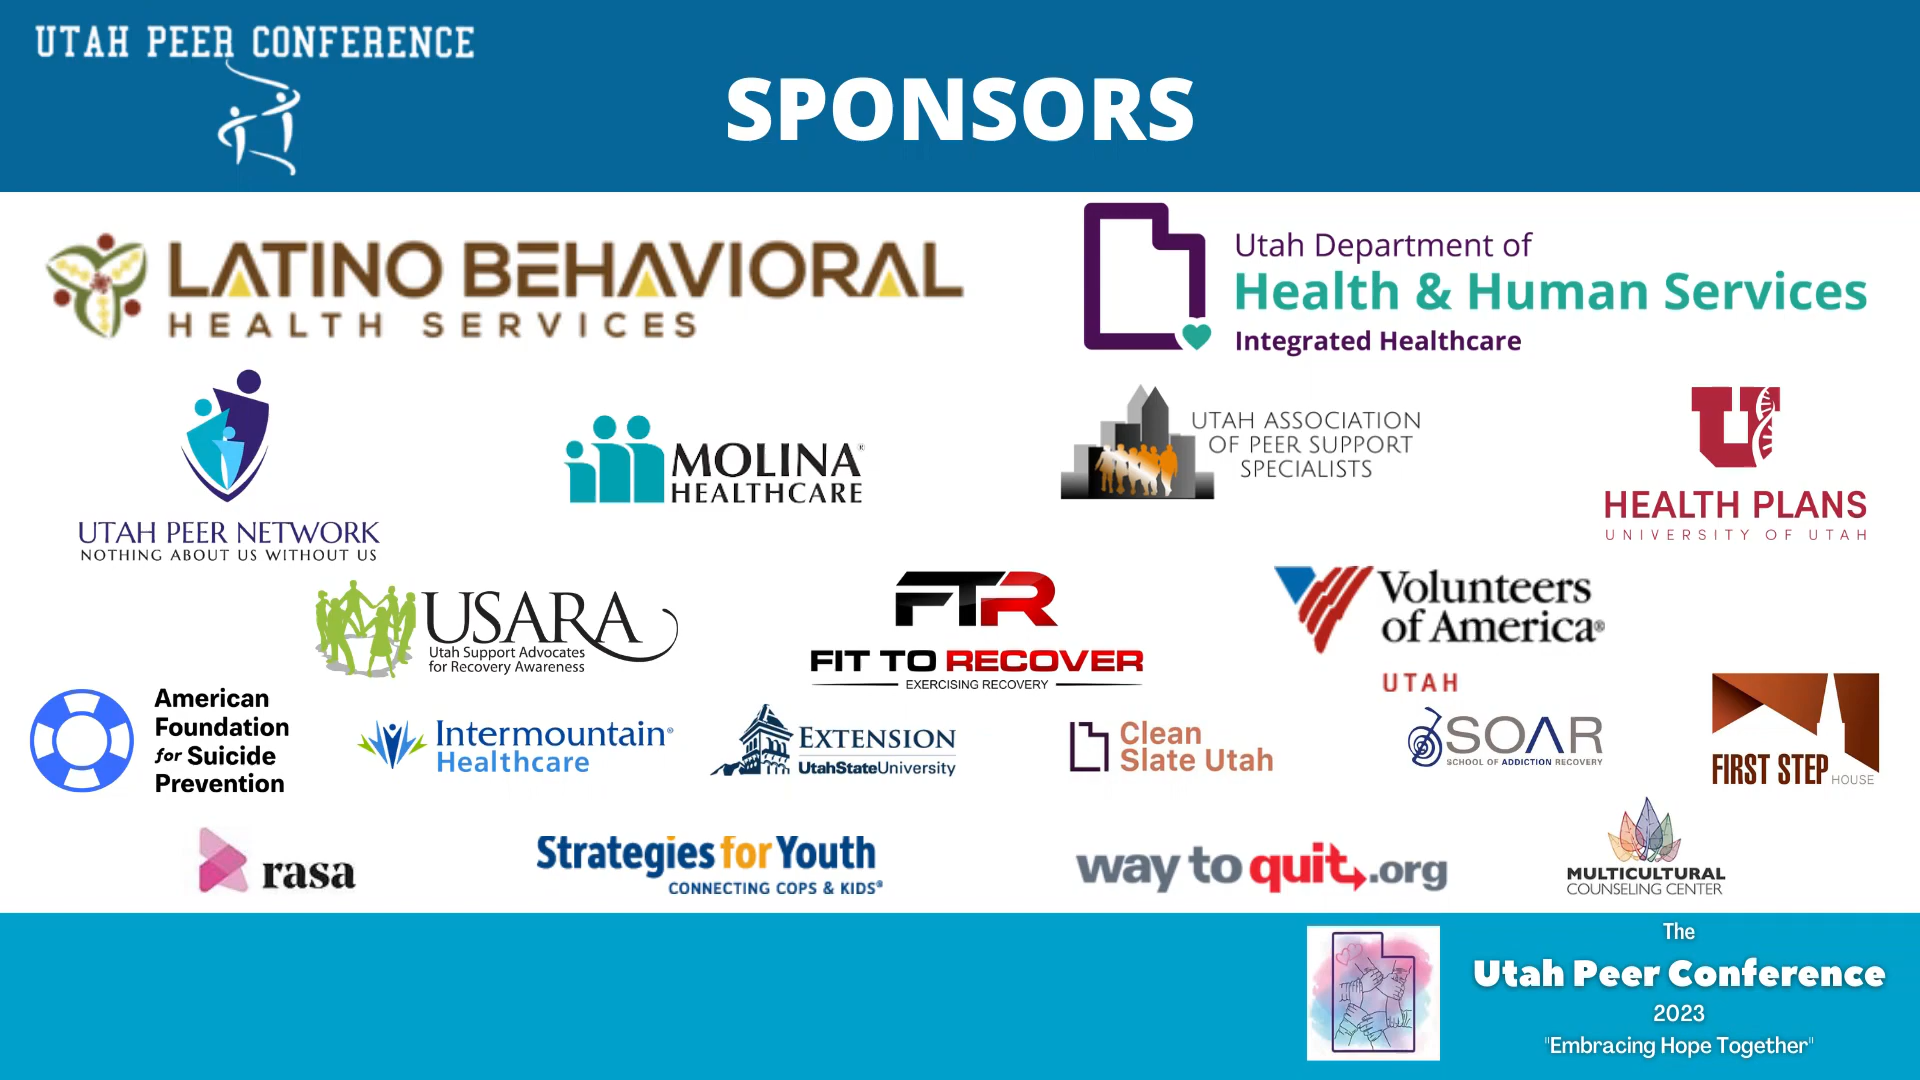 UTAH PEER CONFERENCE
SPONSORS
LATINO BEHAVIORAL
HEALTH SERVICES
Utah Department of
Health & Human Services
Integrated Healthcare
UTAH PEER NETWORK
NOTHING ABOUT US WITHOUT US
MOLINA®
HEALTHCARE
UTAH ASSOCIATION
OF PEER SUPPORT
SPECIALISTS
U
HEALTH PLANS
UNIVERSITY OF UTAH
USARA
Utah Support Advocates
for Recovery Awareness
FTR
FIT TO RECOVER
EXERCISING RECOVERY
Volunteers
of America®
UTAH
American
Foundation
for Suicide
Prevention
Intermountain®
Healthcare
EXTENSION
UtahStateUniversity
Clean
Slate Utah
SOAR
SCHOOL OF ADDICTION RECOVERY
FIRST STEP
HOUSE
rasa
Strategies for Youth
CONNECTING COPS & KIDS®
way to quit.org
MULTICULTURAL
COUNSELING CENTER
The
Utah Peer Conference
2023
"Embracing Hope Together"